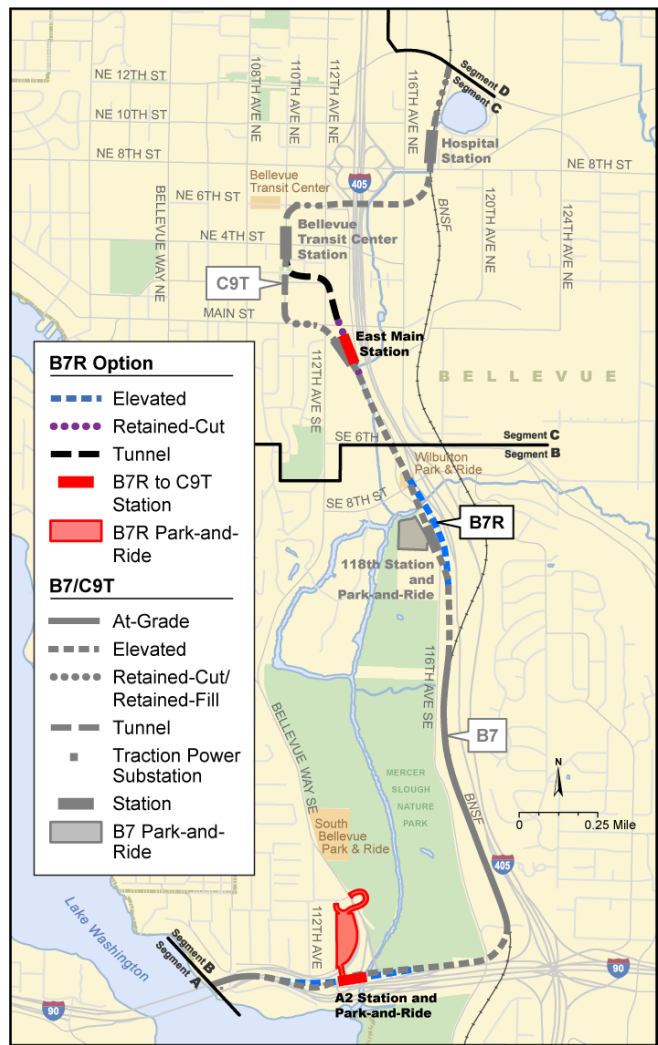 NE 12TH ST
108TH AVE NE
110TH AVE NE
112TH AVE NE
116TH AVE NE
Segment D
Segment C
NE 10TH ST
Hospital
Station
NE 8TH ST
NE 8TH ST
405
Bellevue
Transit Center
NE 6TH ST
BELLEVUE WAY NE
BNSF
120TH AVE NE
124TH AVE NE
Bellevue
Transit Center
Station
NE 4TH ST
C9T
MAIN ST
East Main
Station
112TH AVE SE
BELLEVUE
SE 6TH
Segment C
Segment B
Wilburton
Park & Ride
SE 8TH ST
B7R
118th Station
and
Park-and-Ride
116TH AVE SE
B7
BELLEVUE WAY SE
MERCER
SLOUGH
NATURE
PARK
BNSF
N
0 0.25 Mile
South
Bellevue
Park & Ride
405
112TH AVE
Lake Washington
Segment B
Segment A
90
90
A2 Station and
Park-and-Ride
B7R Option
Elevated
Retained-Cut
Tunnel
B7R to C9T
Station
B7R Park-and-
Ride
B7/C9T
At-Grade
Elevated
Retained-Cut/
Retained-Fill
Tunnel
Traction Power
Substation
Station
B7 Park-and-
Ride